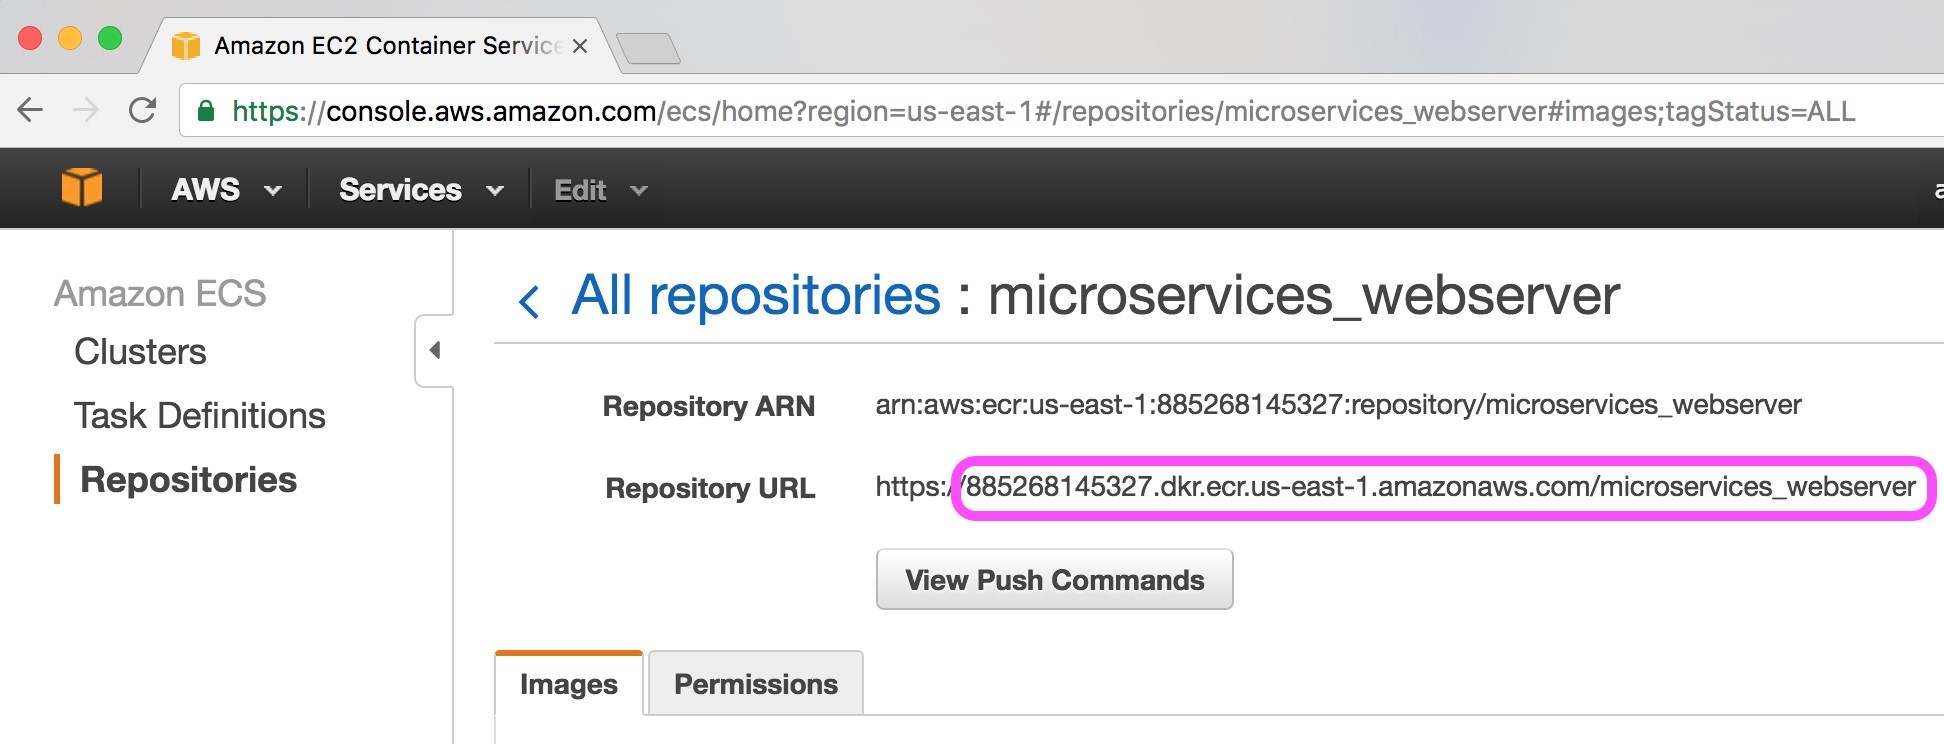 Amazon EC2 Container Service
https://console.aws.amazon.com/ecs/home?region=us-east-1#/repositories/microservices_webserver#images;tagStatus=ALL
AWS Services Edit a
Amazon ECS
Clusters
Task Definitions
Repositories
All repositories : microservices_webserver
Repository ARN arn:aws:ecr:us-east-1:885268145327:repository/microservices_webserver
Repository URL https://885268145327.dkr.ecr.us-east-1.amazonaws.com/microservices_webserver
View Push Commands
Images Permissions